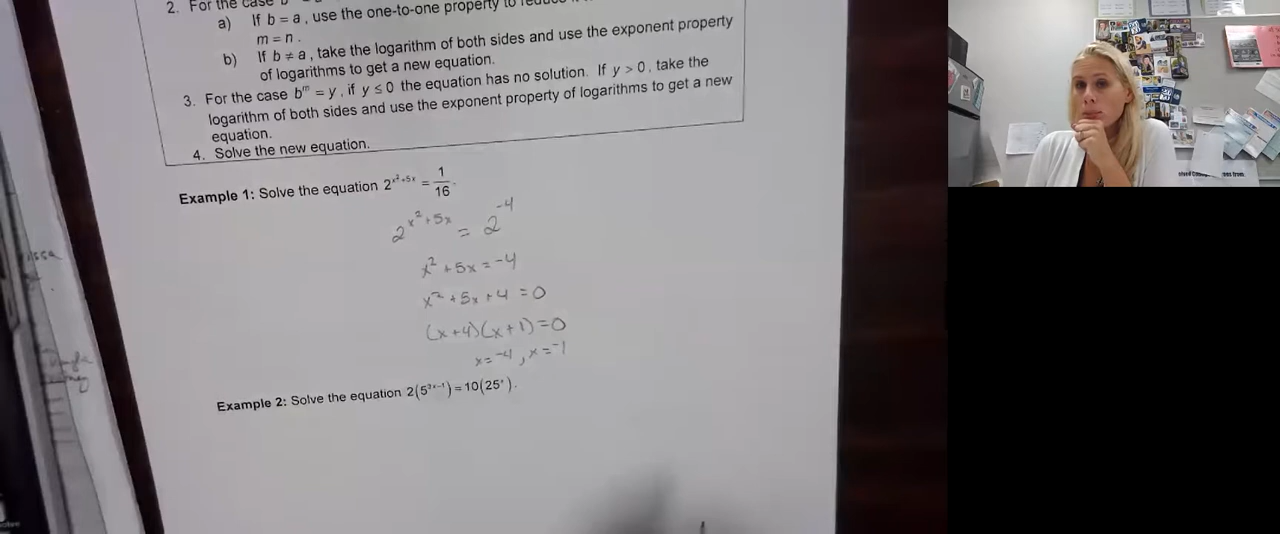 2. For the case
a) If b = a, use the one-to-one property to
m = n.
b) If b ≠ a, take the logarithm of both sides and use the exponent property
of logarithms to get a new equation.
3. For the case bᵐ = y, if y ≤ 0 the equation has no solution. If y > 0, take the
logarithm of both sides and use the exponent property of logarithms to get a new
equation.
4. Solve the new equation.
Example 1: Solve the equation 2^(x²+5x) = 1/16.
2^(x²+5x) = 2^(-4)
x² + 5x = -4
x² + 5x + 4 = 0
(x+4)(x+1) = 0
x = -4, x = -1
Example 2: Solve the equation 2(5^(3x-1)) = 10(25^x).